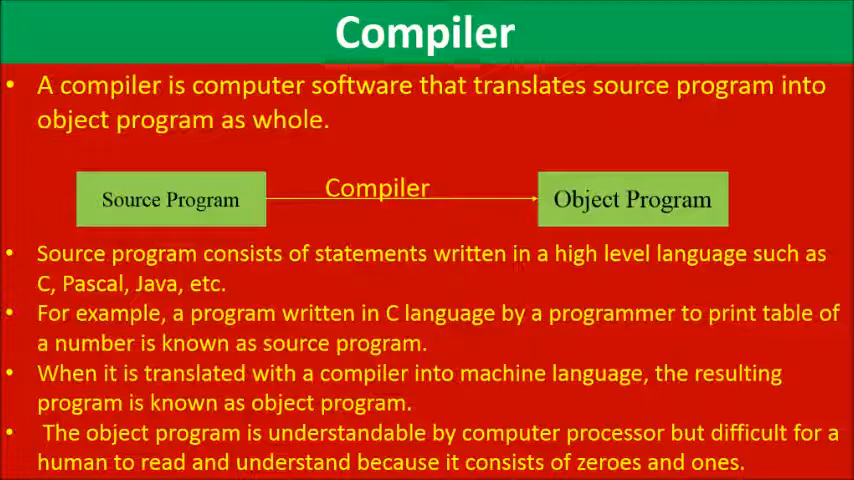 Compiler
• A compiler is computer software that translates source program into
object program as whole.
Source Program
Compiler
Object Program
• Source program consists of statements written in a high level language such as
C, Pascal, Java, etc.
• For example, a program written in C language by a programmer to print table of
a number is known as source program.
• When it is translated with a compiler into machine language, the resulting
program is known as object program.
• The object program is understandable by computer processor but difficult for a
human to read and understand because it consists of zeroes and ones.